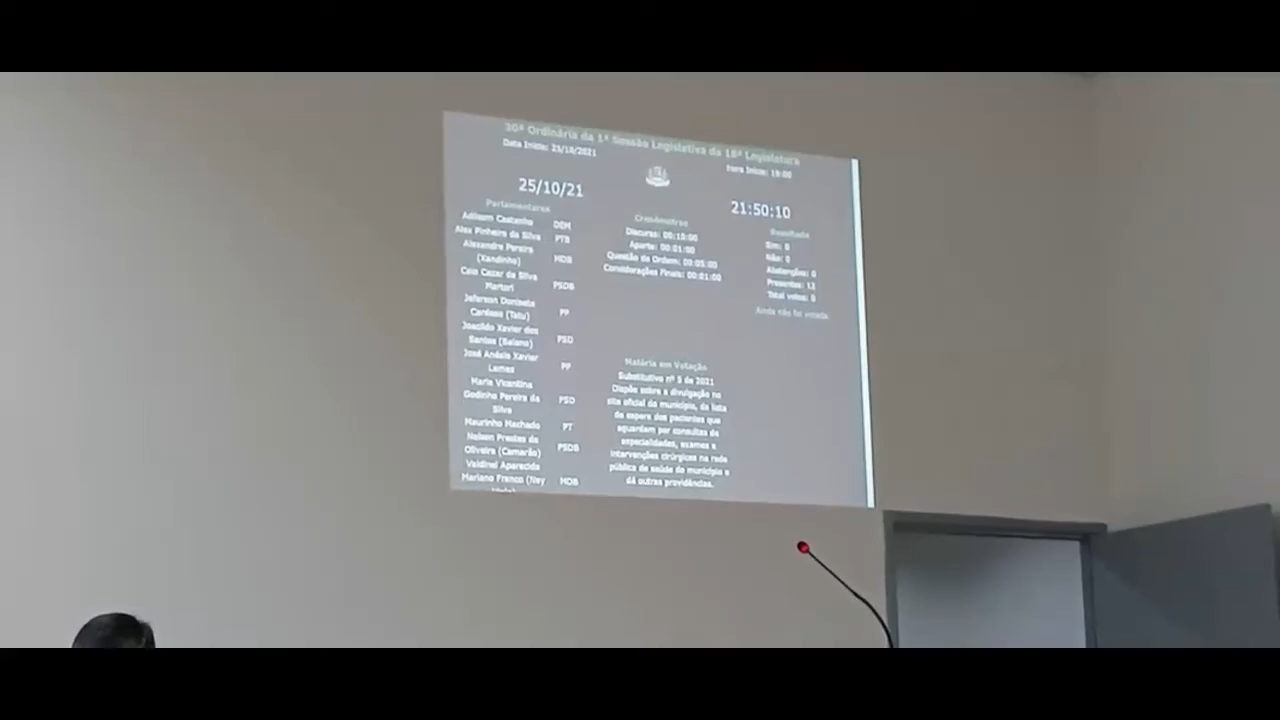 30ª Ordinária da 1ª Sessão Legislativa da 18ª Legislatura
Data Início: 25/10/2021
Hora Início: 18:00
25/10/21
21:50:10
Parlamentares
Adilson Castanho DEM
Alex Pinheiro da Silva PTB
Alexandre Pereira
(Xandinho) MDB
Caio Cezar da Silva
Martori PSDB
Jeferson Donisete
Cardoso (Tatu) PP
Joacildo Xavier dos
Santos (Baiano) PSD
José Anésio Xavier
Lemes PP
Maria Vicentina
Godinho Pereira da
Silva PSD
Maurinho Machado PT
Nelson Prestes de
Oliveira (Camarão) PSDB
Valdinei Aparecido
Mariano Franco (Ney MDB
Cronômetros
Discurso: 00:10:00
Aparte: 00:01:00
Questão de Ordem: 00:05:00
Considerações Finais: 00:01:00
Resultado
Sim: 0
Não: 0
Abstenções: 0
Presentes: 12
Total votos: 0
Ainda não foi votada.
Matéria em Votação
Substitutivo nº 5 de 2021
Dispõe sobre a divulgação no
site oficial do município, da lista
de espera dos pacientes que
aguardam por consultas de
especialidades, exames e
intervenções cirúrgicas na rede
pública de saúde do município e
dá outras providências.